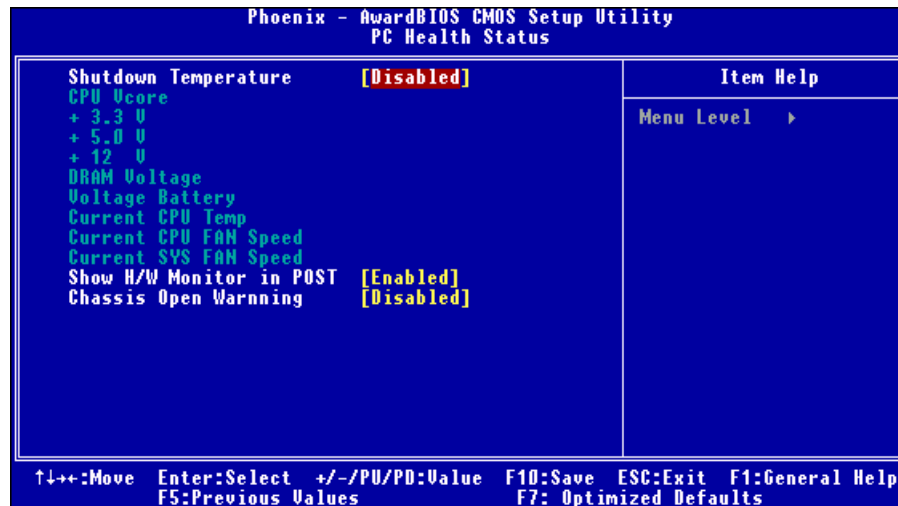 Phoenix - AwardBIOS CMOS Setup Utility
PC Health Status
Shutdown Temperature [Disabled]
CPU Vcore
+ 3.3 V
+ 5.0 V
+ 12 V
DRAM Voltage
Voltage Battery
Current CPU Temp
Current CPU FAN Speed
Current SYS FAN Speed
Show H/W Monitor in POST [Enabled]
Chassis Open Warnning [Disabled]
Item Help
Menu Level ►
↑↓→←:Move Enter:Select +/-/PU/PD:Value F10:Save ESC:Exit F1:General Help
F5:Previous Values F7: Optimized Defaults